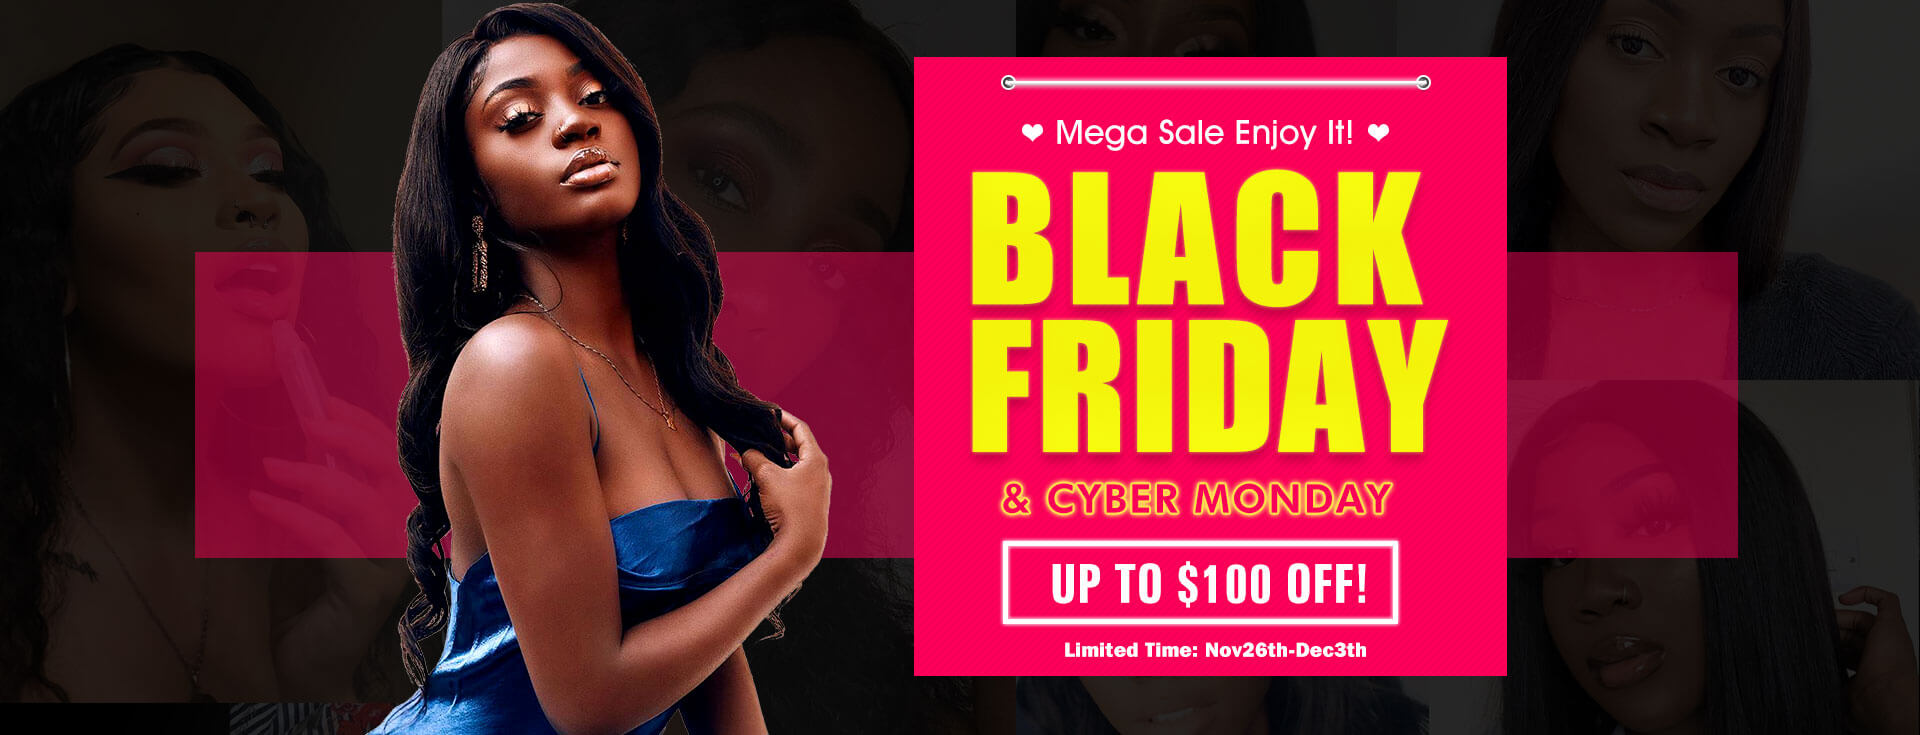 ❤ Mega Sale Enjoy It! ❤
BLACK
FRIDAY
& CYBER MONDAY
UP TO $100 OFF!
Limited Time: Nov26th-Dec3th